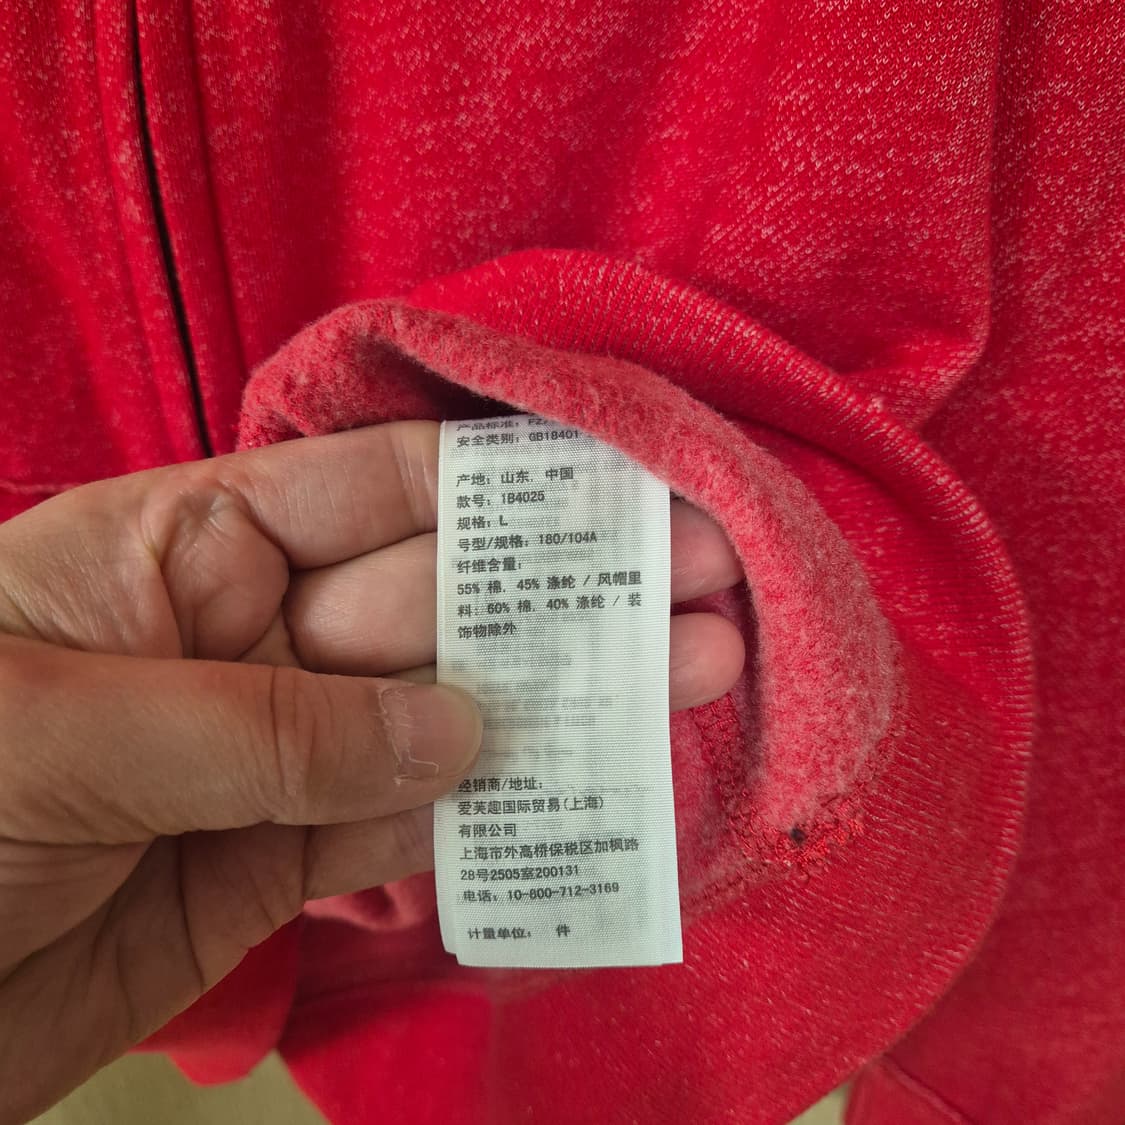 产品标准: FZ/
安全类别: GB18401-
产地: 山东. 中国
款号: 1B4025
规格: L
号型/规格: 180/104A
纤维含量:
55% 棉. 45% 涤纶 / 风帽里
料: 60% 棉. 40% 涤纶 / 装
饰物除外
经销商/地址:
爱芙趣国际贸易(上海)
有限公司
上海市外高桥保税区加枫路
28号2505室200131
电话: 10-800-712-3169
计量单位: 件